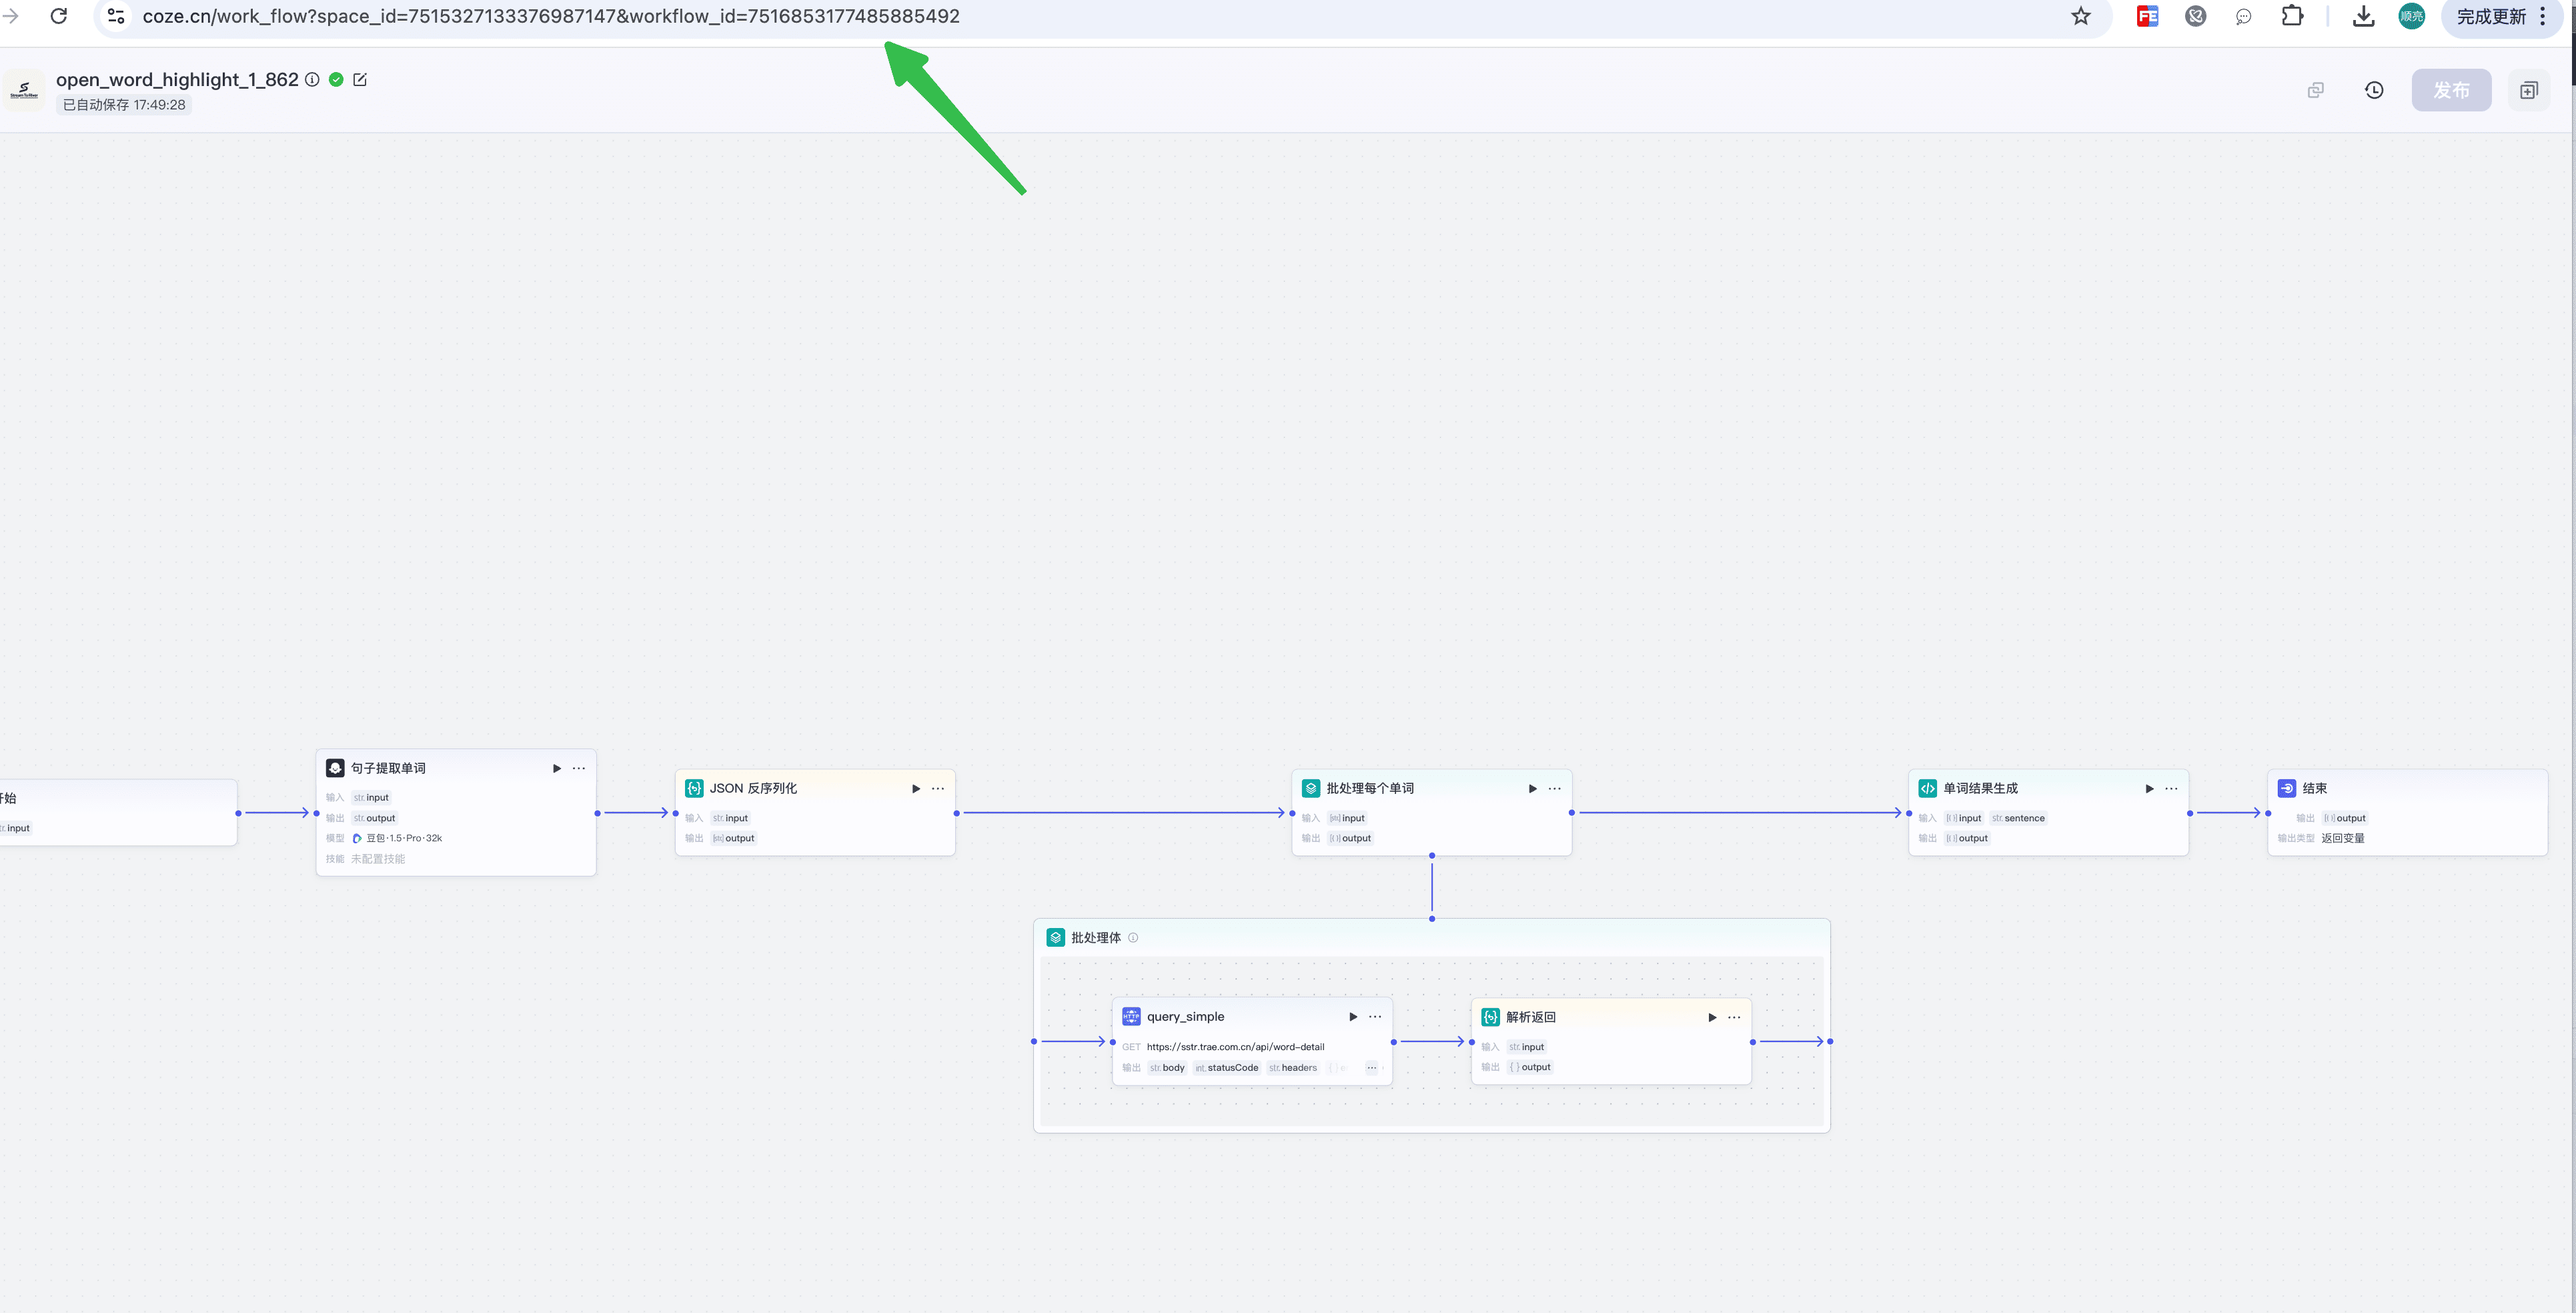 coze.cn/work_flow?space_id=7515327133376987147&workflow_id=7516853177485885492
FE
顺亮
完成更新
open_word_highlight_1_862
已自动保存 17:49:28
发布
始
input
句子提取单词
输入 str. input
输出 str. output
模型 豆包·1.5·Pro·32k
技能 未配置技能
JSON 反序列化
输入 str. input
输出 output
批处理每个单词
输入 input
输出 output
单词结果生成
输入 input str. sentence
输出 output
结束
输出 output
输出类型 返回变量
批处理体
query_simple
GET https://sstr.trae.com.cn/api/word-detail
输出 str. body int. statusCode str. headers
解析返回
输入 str. input
输出 { } output